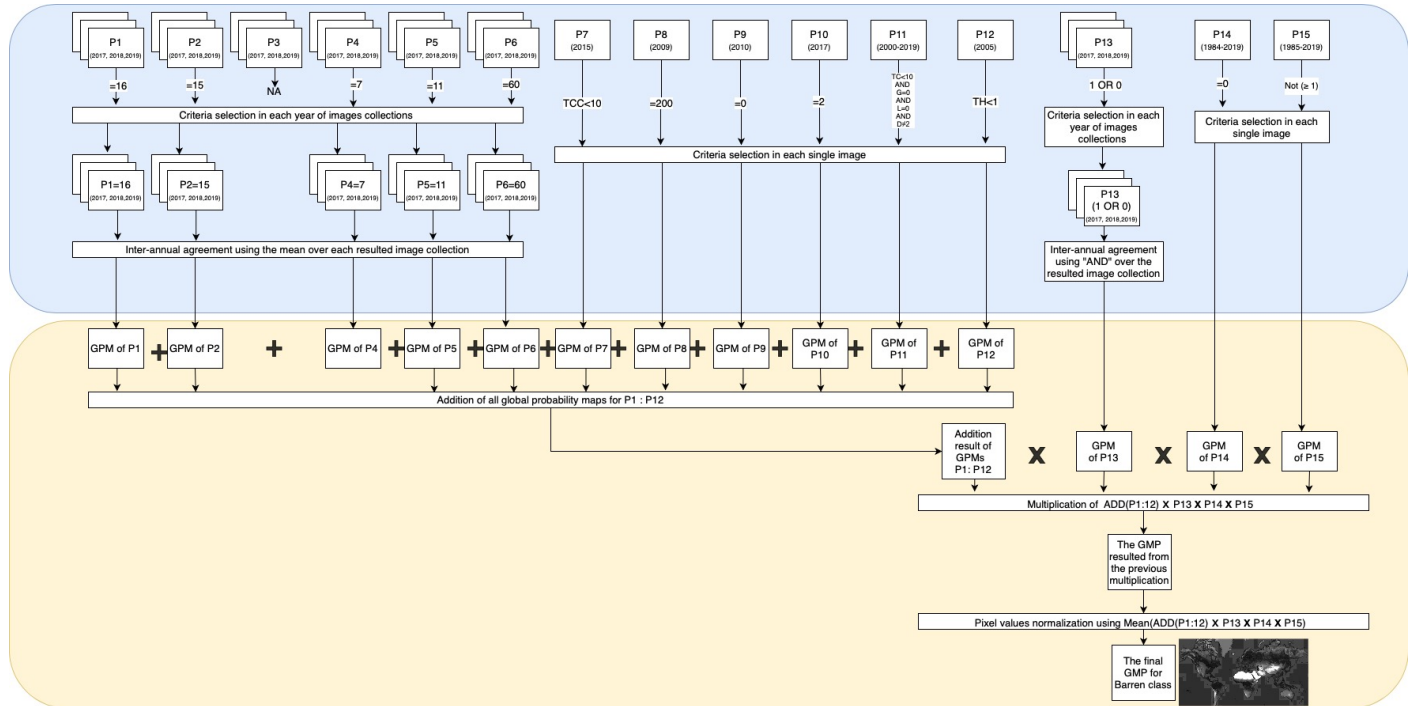 P1
(2017, 2018,2019)
P2
(2017, 2018,2019)
P3
(2017, 2018,2019)
P4
(2017, 2018,2019)
P5
(2017, 2018,2019)
P6
(2017, 2018,2019)
P7
(2015)
P8
(2009)
P9
(2010)
P10
(2017)
P11
(2000-2019)
P12
(2005)
P13
(2017, 2018,2019)
P14
(1984-2019)
P15
(1985-2019)
=16
=15
NA
=7
=11
=60
TCC<10
=200
=0
=2
TC<10
AND
G=0
AND
L=0
AND
D≠2
TH<1
1 OR 0
=0
Not (≥ 1)
Criteria selection in each year of images collections
Criteria selection in each single image
Criteria selection in each
year of images
collections
Criteria selection in each
single image
P1=16
(2017, 2018,2019)
P2=15
(2017, 2018,2019)
P4=7
(2017, 2018,2019)
P5=11
(2017, 2018,2019)
P6=60
(2017, 2018,2019)
P13
(1 OR 0)
(2017, 2018,2019)
Inter-annual agreement using the mean over each resulted image collection
Inter-annual agreement
using "AND" over the
resulted image collection
GPM of P1
+
GPM of P2
+
GPM of P4
+
GPM of P5
+
GPM of P6
+
GPM of P7
+
GPM of P8
+
GPM of P9
+
GPM of
P10
+
GPM of
P11
+
GPM of
P12
Addition of all global probability maps for P1 : P12
Addition
result of
GPMs
P1: P12
X
GPM
of P13
X
GPM
of P14
X
GPM
of P15
Multiplication of ADD(P1:12) X P13 X P14 X P15
The GMP
resulted from
the previous
multiplication
Pixel values normalization using Mean(ADD(P1:12) X P13 X P14 X P15)
The final
GMP for
Barren class